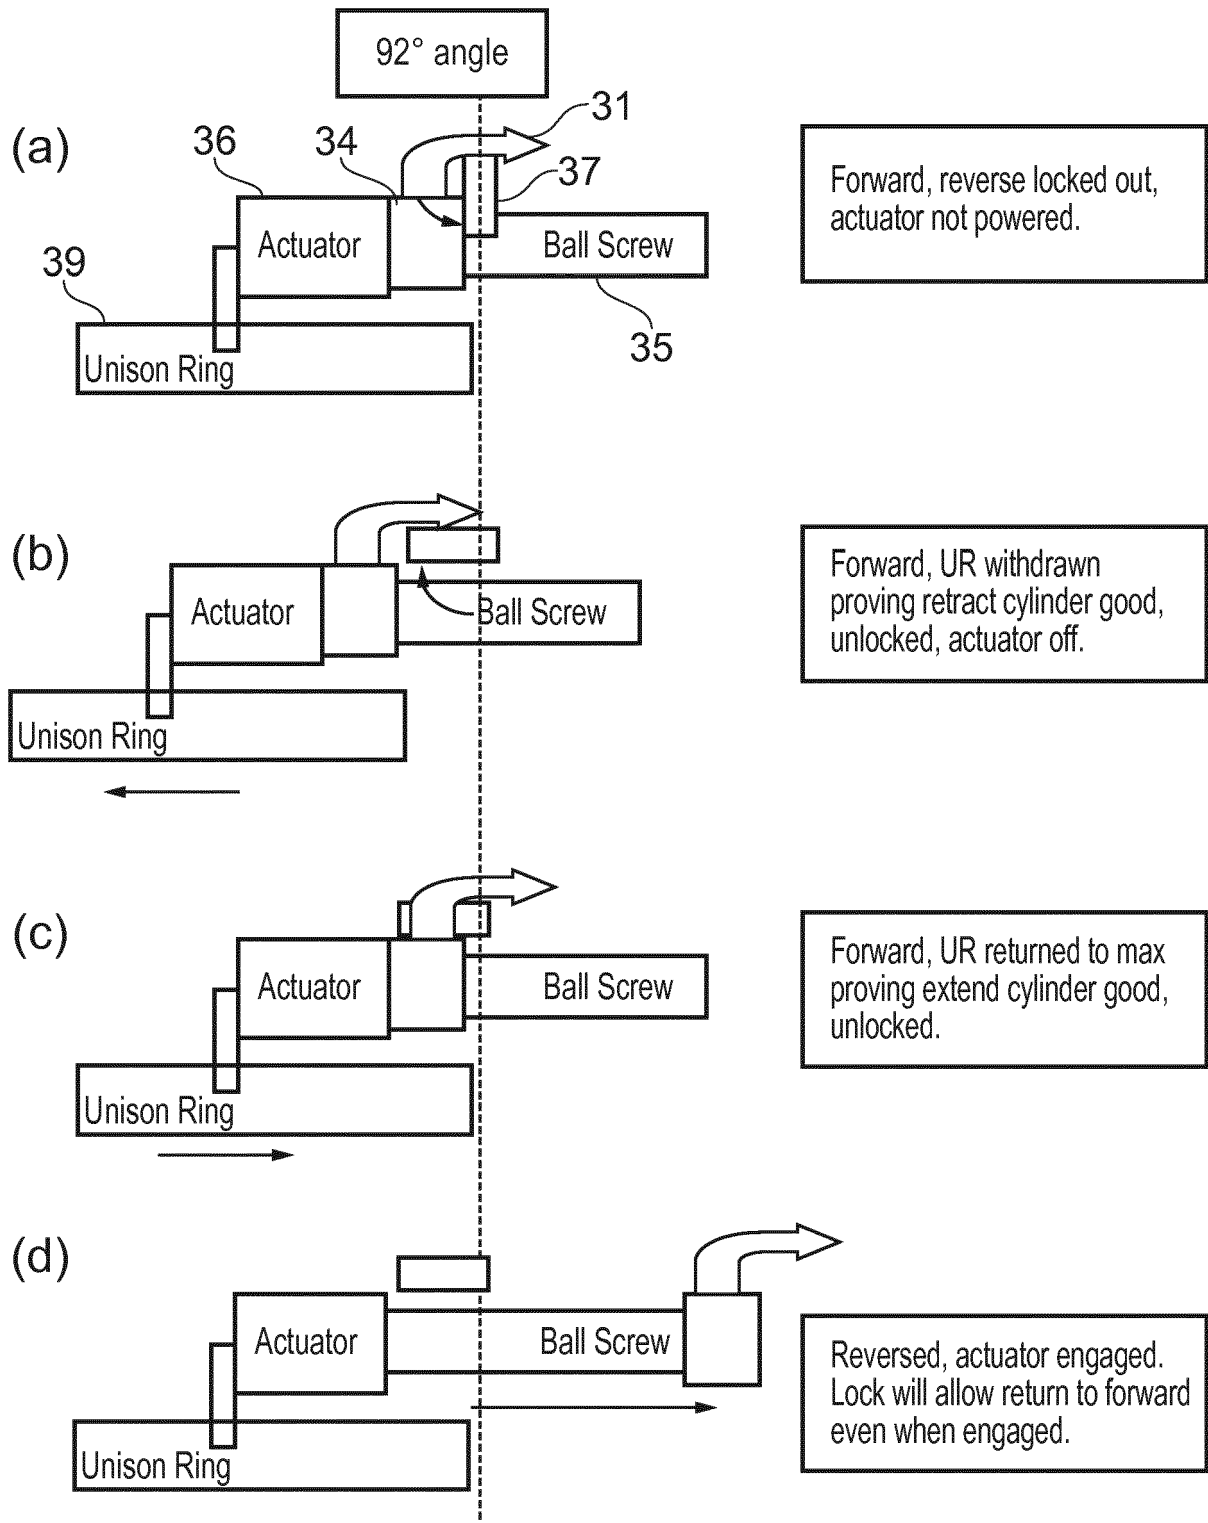 92° angle
(a)
36
34
31
37
Forward, reverse locked out,
actuator not powered.
Actuator
Ball Screw
39
35
Unison Ring
(b)
Forward, UR withdrawn
proving retract cylinder good,
unlocked, actuator off.
Actuator
Ball Screw
Unison Ring
(c)
Forward, UR returned to max
proving extend cylinder good,
unlocked.
Actuator
Ball Screw
Unison Ring
(d)
Actuator
Ball Screw
Reversed, actuator engaged.
Lock will allow return to forward
even when engaged.
Unison Ring